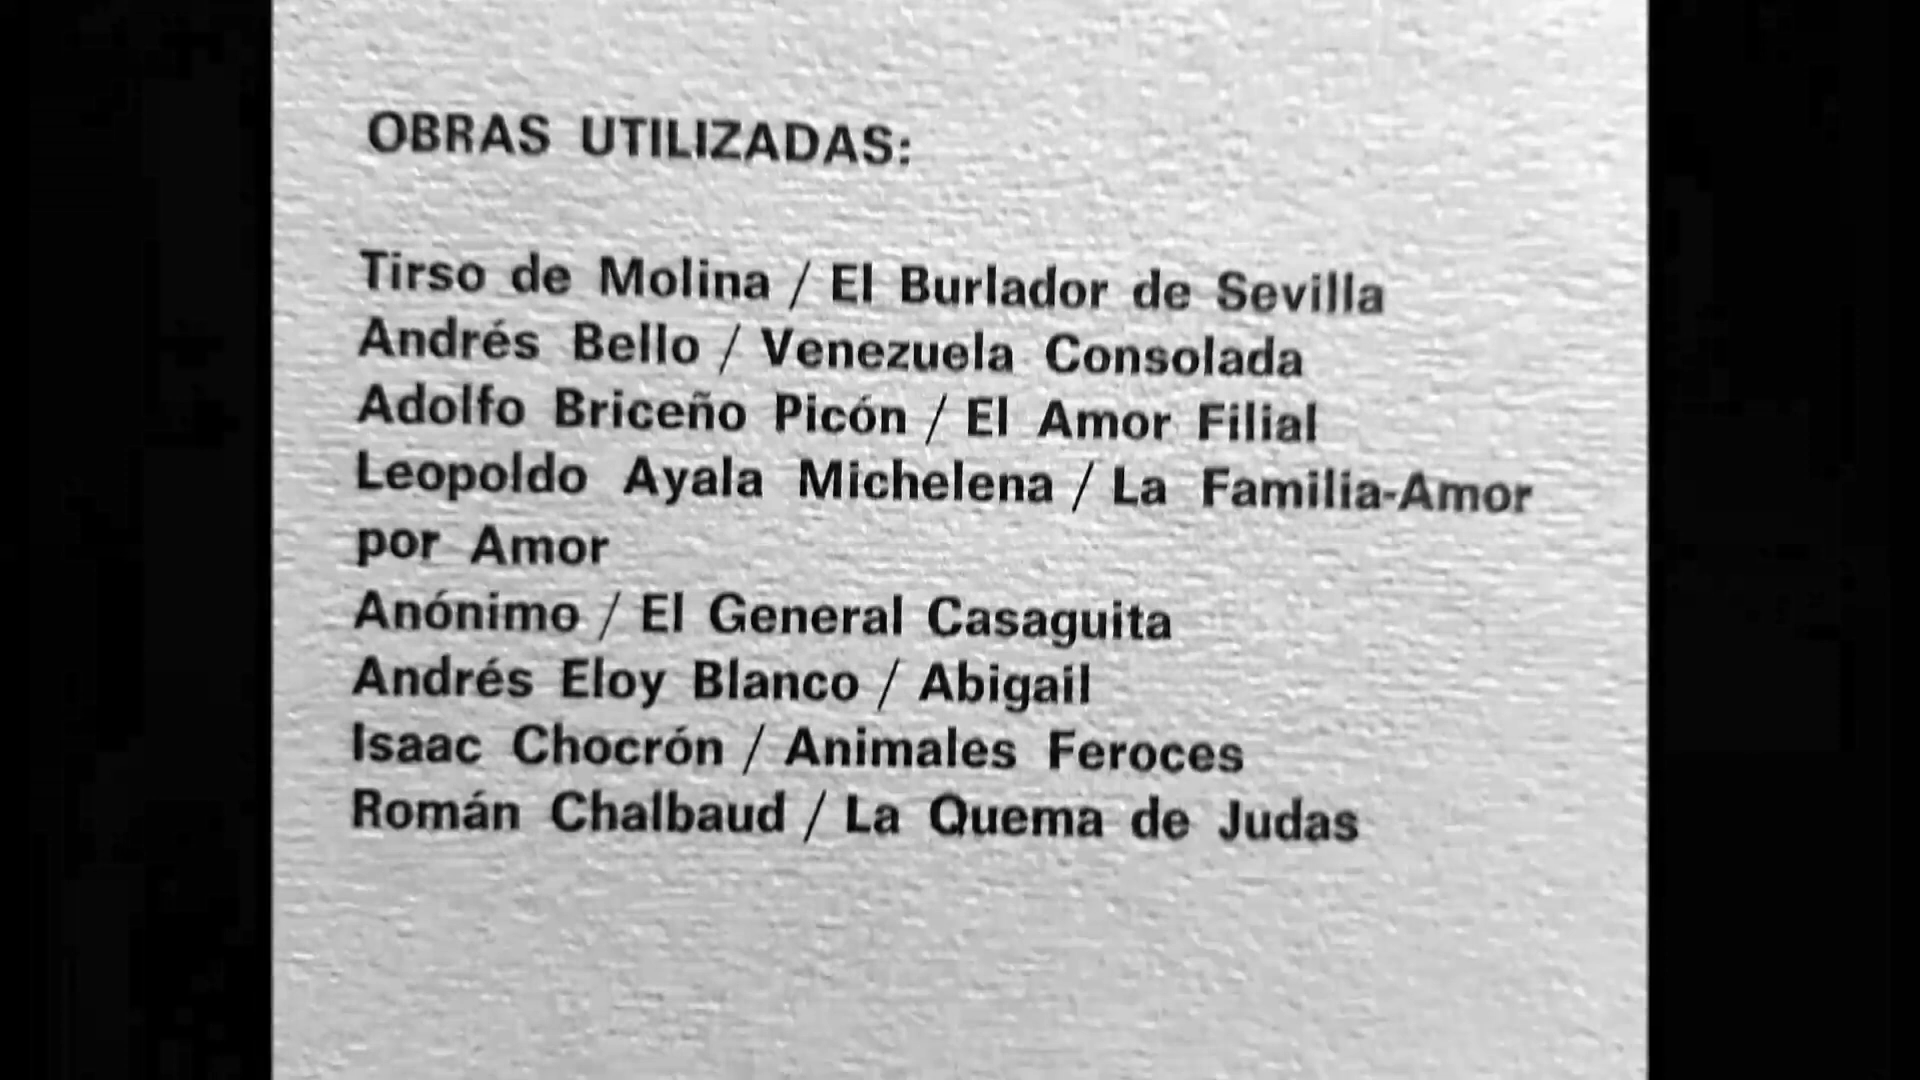 OBRAS UTILIZADAS:
Tirso de Molina / El Burlador de Sevilla
Andrés Bello / Venezuela Consolada
Adolfo Briceño Picón / El Amor Filial
Leopoldo Ayala Michelena / La Familia-Amor
por Amor
Anónimo / El General Casaguita
Andrés Eloy Blanco / Abigail
Isaac Chocrón / Animales Feroces
Román Chalbaud / La Quema de Judas